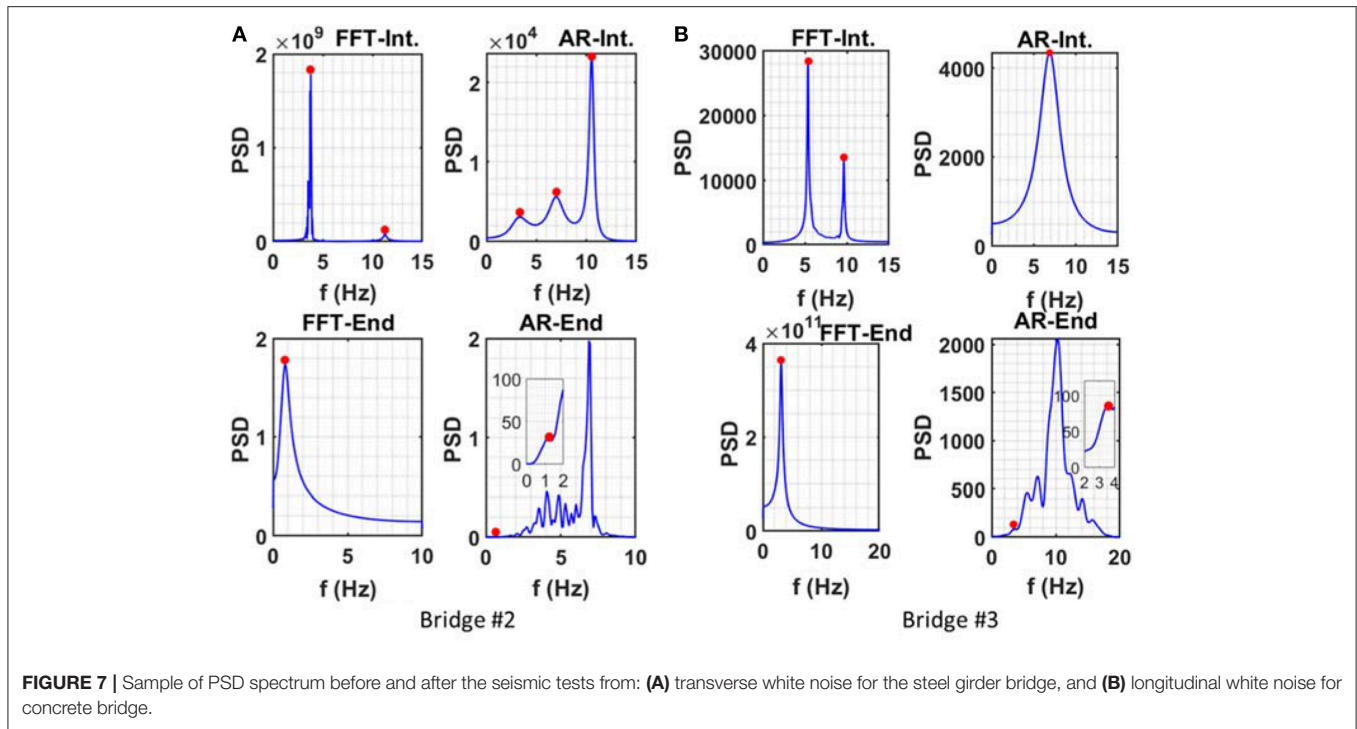 A
×10⁹ FFT-Int.
PSD
2
1
0
0 5 10 15
f (Hz)
×10⁴ AR-Int.
PSD
2
1
0
0 5 10 15
f (Hz)
B
FFT-Int.
PSD
30000
20000
10000
0
0 5 10 15
f (Hz)
AR-Int.
PSD
4000
2000
0
0 5 10 15
f (Hz)
FFT-End
PSD
2
1
0
0 5 10
f (Hz)
AR-End
PSD
2
1
0
100
50
0
0 1 2
0 5 10
f (Hz)
×10¹¹ FFT-End
PSD
4
2
0
0 10 20
f (Hz)
AR-End
PSD
2000
1500
1000
500
0
100
50
0
2 3 4
0 10 20
f (Hz)
Bridge #2
Bridge #3
FIGURE 7 | Sample of PSD spectrum before and after the seismic tests from: (A) transverse white noise for the steel girder bridge, and (B) longitudinal white noise for
concrete bridge.